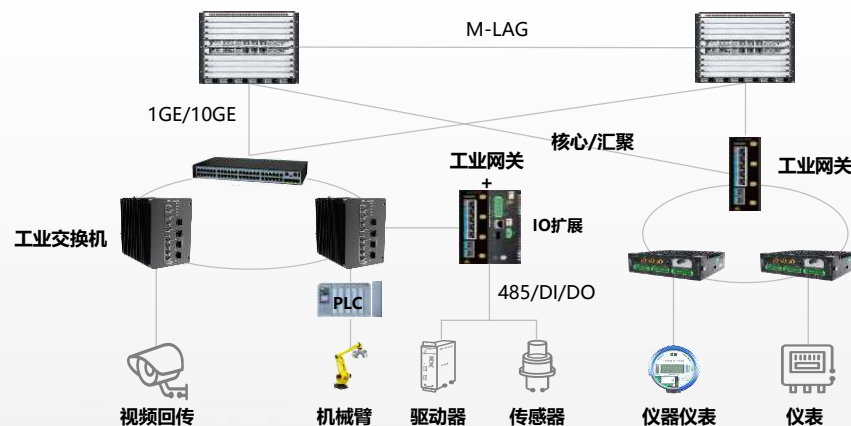 M-LAG
1GE/10GE
核心/汇聚
工业网关
+
工业网关
工业交换机
IO扩展
PLC
485/DI/DO
视频回传
机械臂
驱动器
传感器
仪器仪表
仪表